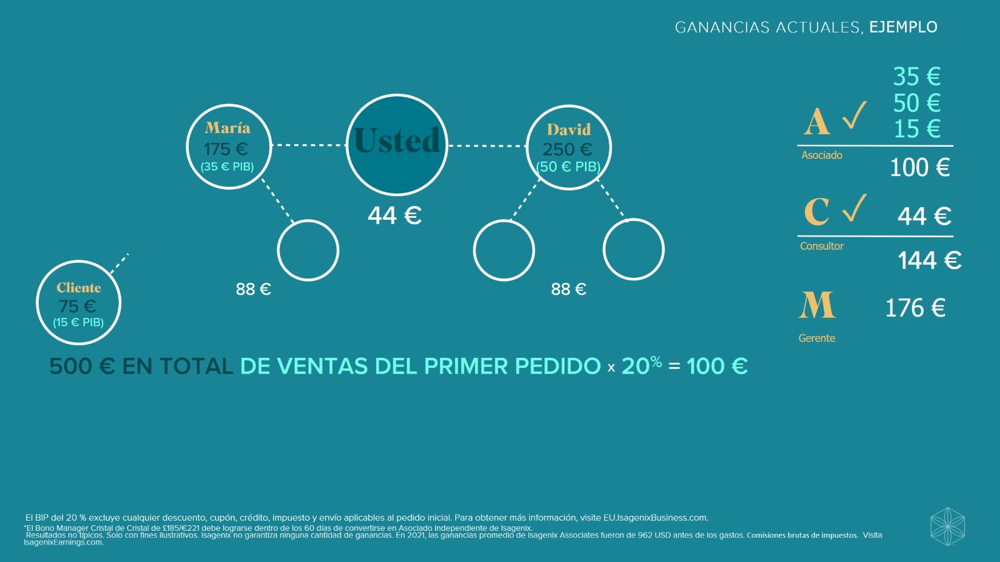 GANANCIAS ACTUALES, EJEMPLO
35 €
50 €
15 €
A ✓
Asociado
100 €
C ✓
44 €
Consultor
144 €
M
176 €
Gerente
María
175 €
(35 € PIB)
Usted
44 €
David
250 €
(50 € PIB)
88 €
88 €
Cliente
75 €
(15 € PIB)
500 € EN TOTAL DE VENTAS DEL PRIMER PEDIDO x 20% = 100 €
El BIP del 20 % excluye cualquier descuento, cupón, crédito, impuesto y envío aplicables al pedido inicial. Para obtener más información, visite EU.IsagenixBusiness.com.
*El Bono Manager Cristal de Cristal de £185/€221 debe lograrse dentro de los 60 días de convertirse en Asociado Independiente de Isagenix.
Resultados no típicos. Solo con fines ilustrativos. Isagenix no garantiza ninguna cantidad de ganancias. En 2021, las ganancias promedio de Isagenix Associates fueron de 962 USD antes de los gastos. Comisiones brutas de impuestos. Visita
IsagenixEarnings.com.